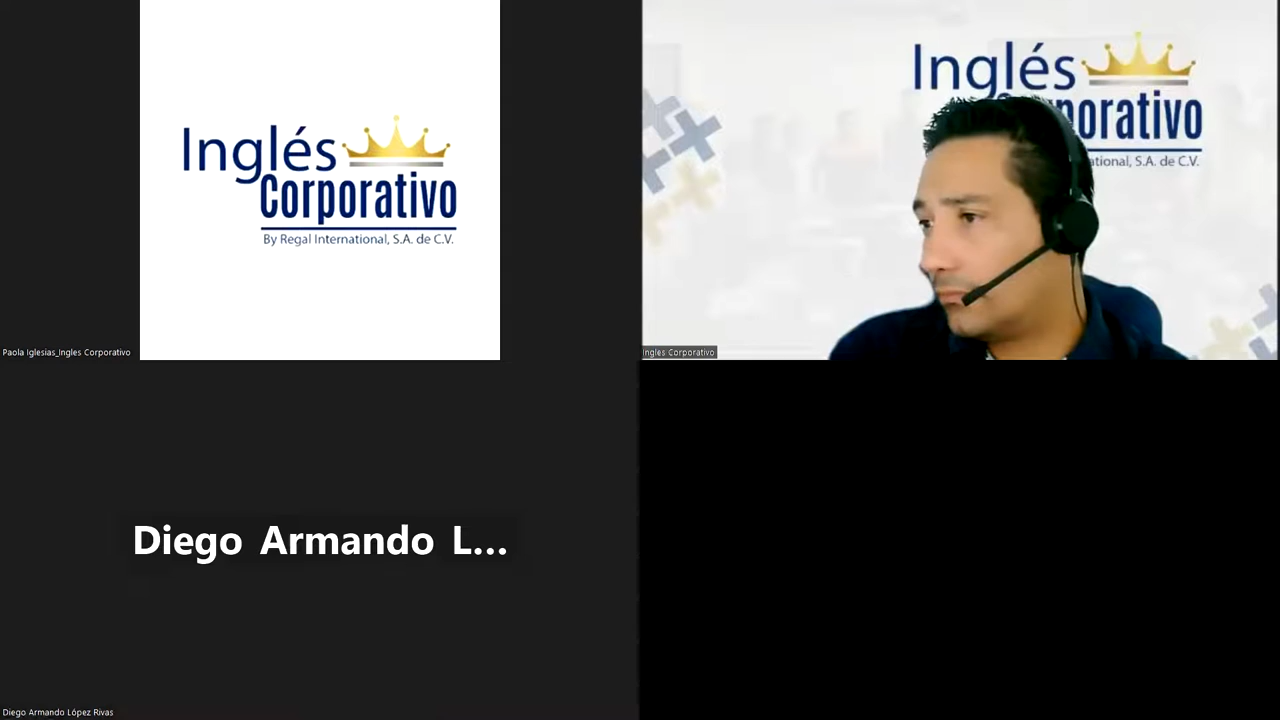 Inglés
Corporativo
By Regal International, S.A. de C.V.
Paola Iglesias_Ingles Corporativo
Inglés
porativo
ational, S.A. de C.V.
Ingles Corporativo
Diego Armando L...
Diego Armando López Rivas